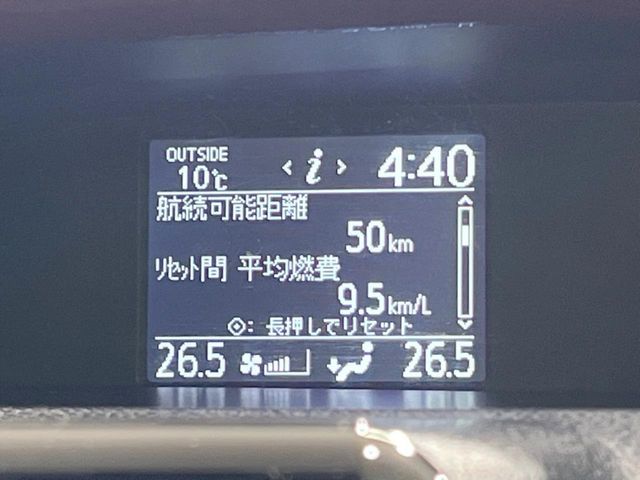 OUTSIDE
10℃
< i > 4:40
航続可能距離
50km
リセット間 平均燃費
9.5km/L
長押しでリセット
26.5 26.5